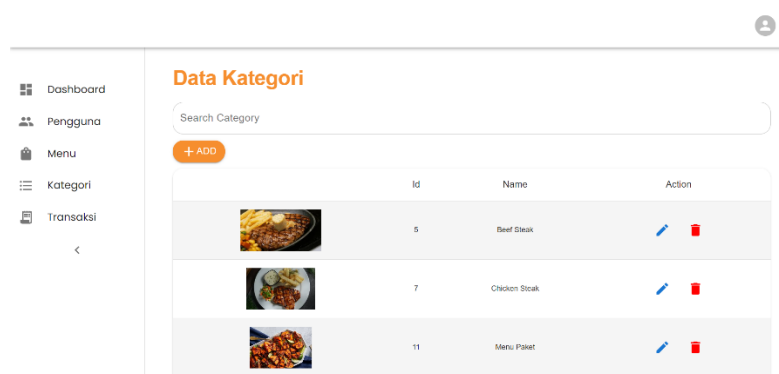 Data Kategori
Dashboard
Search Category
Pengguna
+ ADD
Menu
Id Name Action
Kategori
Transaksi
5 Beef Steak
<
7 Chicken Steak
11 Menu Paket